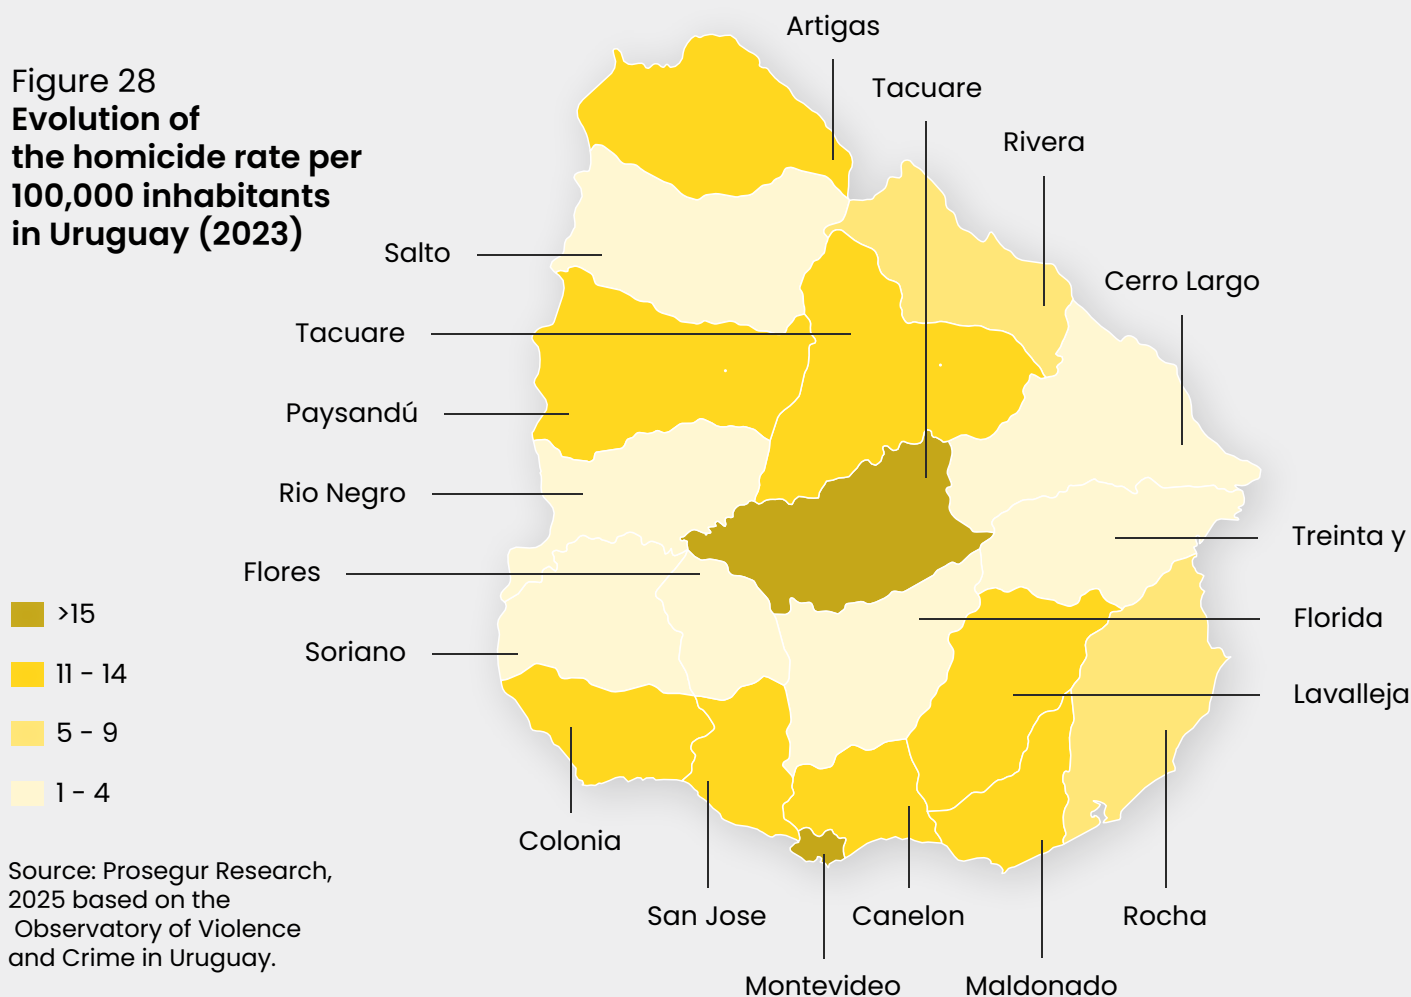 Figure 28
Evolution of
the homicide rate per
100,000 inhabitants
in Uruguay (2023)
Artigas
Tacuare
Rivera
Salto
Cerro Largo
Tacuare
Paysandú
Rio Negro
Treinta y
Flores
>15
Florida
Soriano
11 - 14
Lavalleja
5 - 9
1 - 4
Colonia
Source: Prosegur Research,
2025 based on the
Observatory of Violence
and Crime in Uruguay.
San Jose
Canelon
Rocha
Montevideo
Maldonado